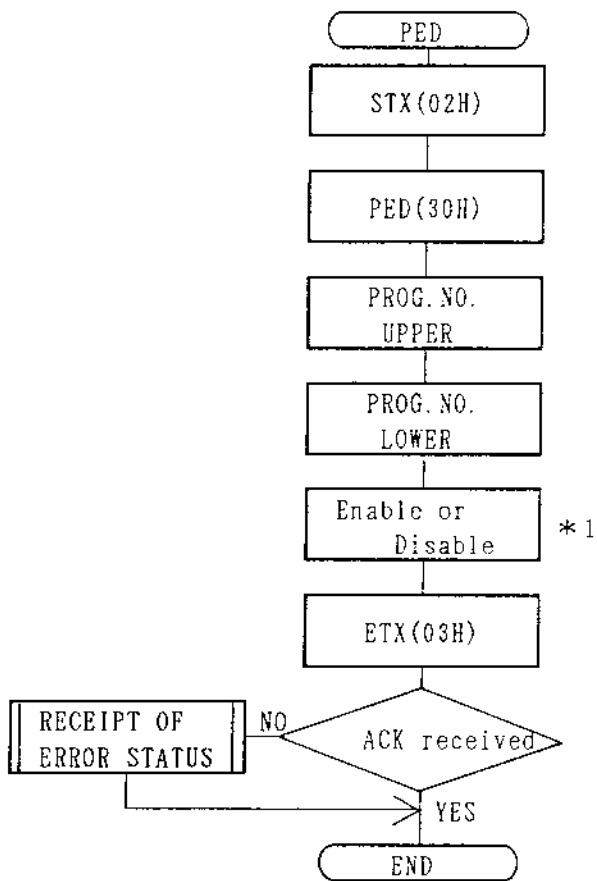 PED
STX(02H)
PED(30H)
PROG.NO.
UPPER
PROG.NO.
LOWER
Enable or
Disable
*1
ETX(03H)
ACK received
NO
RECEIPT OF
ERROR STATUS
YES
END